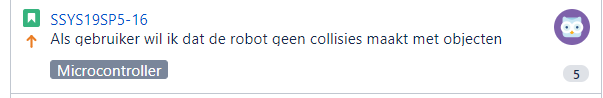 SSYS19SP5-16
Als gebruiker wil ik dat de robot geen collisies maakt met objecten
Microcontroller
5